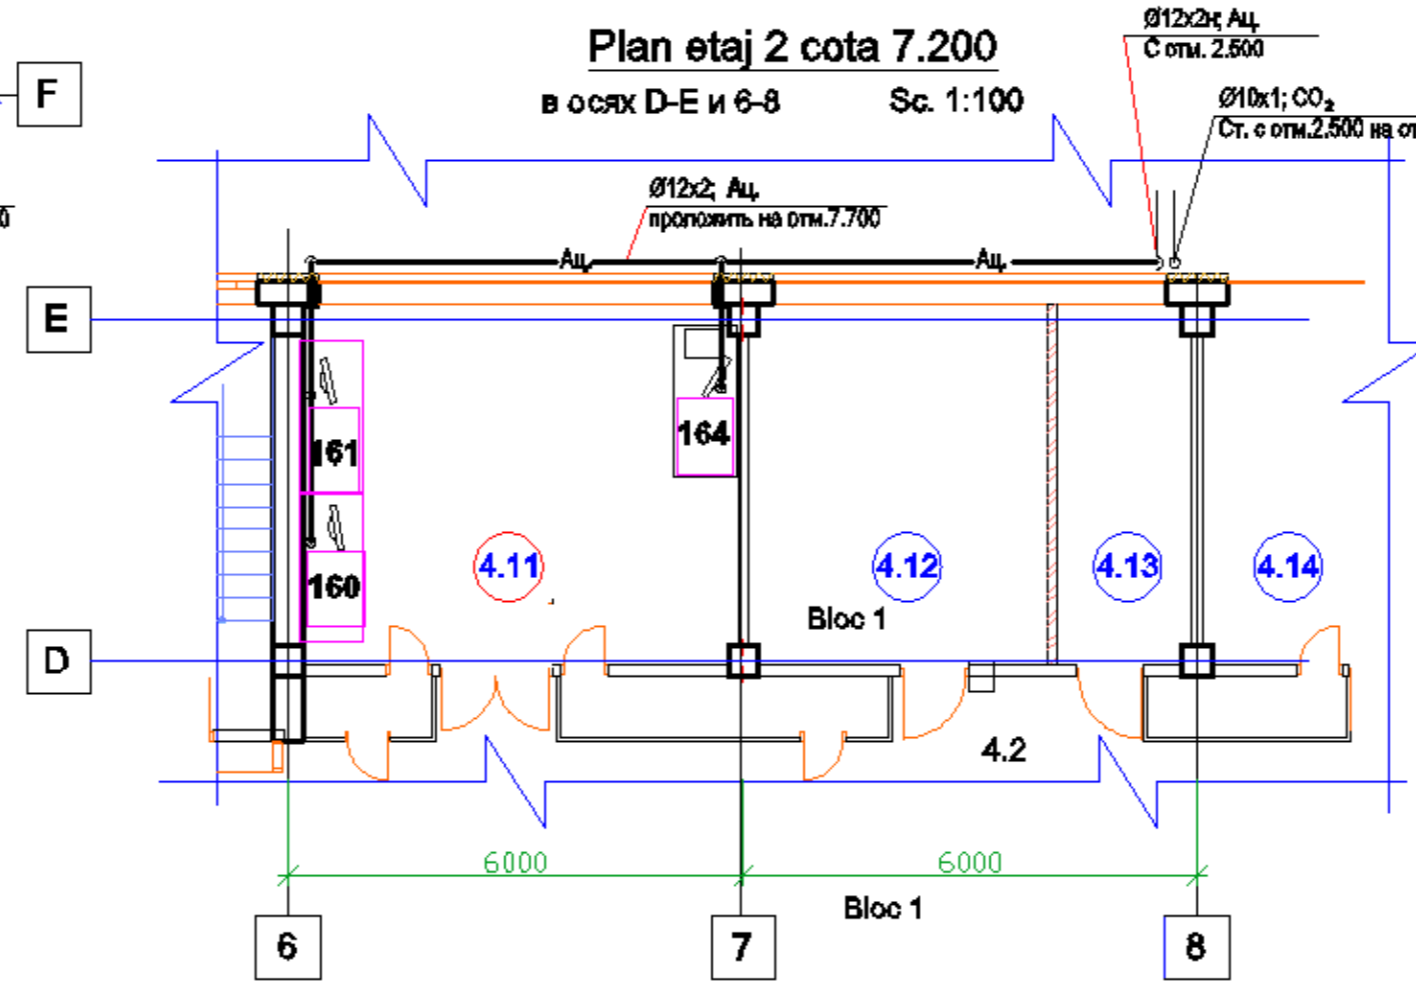 Plan etaj 2 cota 7.200
в осях D-E и 6-8 Sc. 1:100
Ø12x2н; Ац.
С отм. 2.500
Ø10x1; CO₂
Ст. с отм.2.500 на от
F
0
Ø12x2; Ац.
проложить на отм.7.700
Ац.
Ац.
E
161
164
160
4.11
4.12
4.13
4.14
Bloc 1
D
4.2
6000
6000
Bloc 1
6
7
8